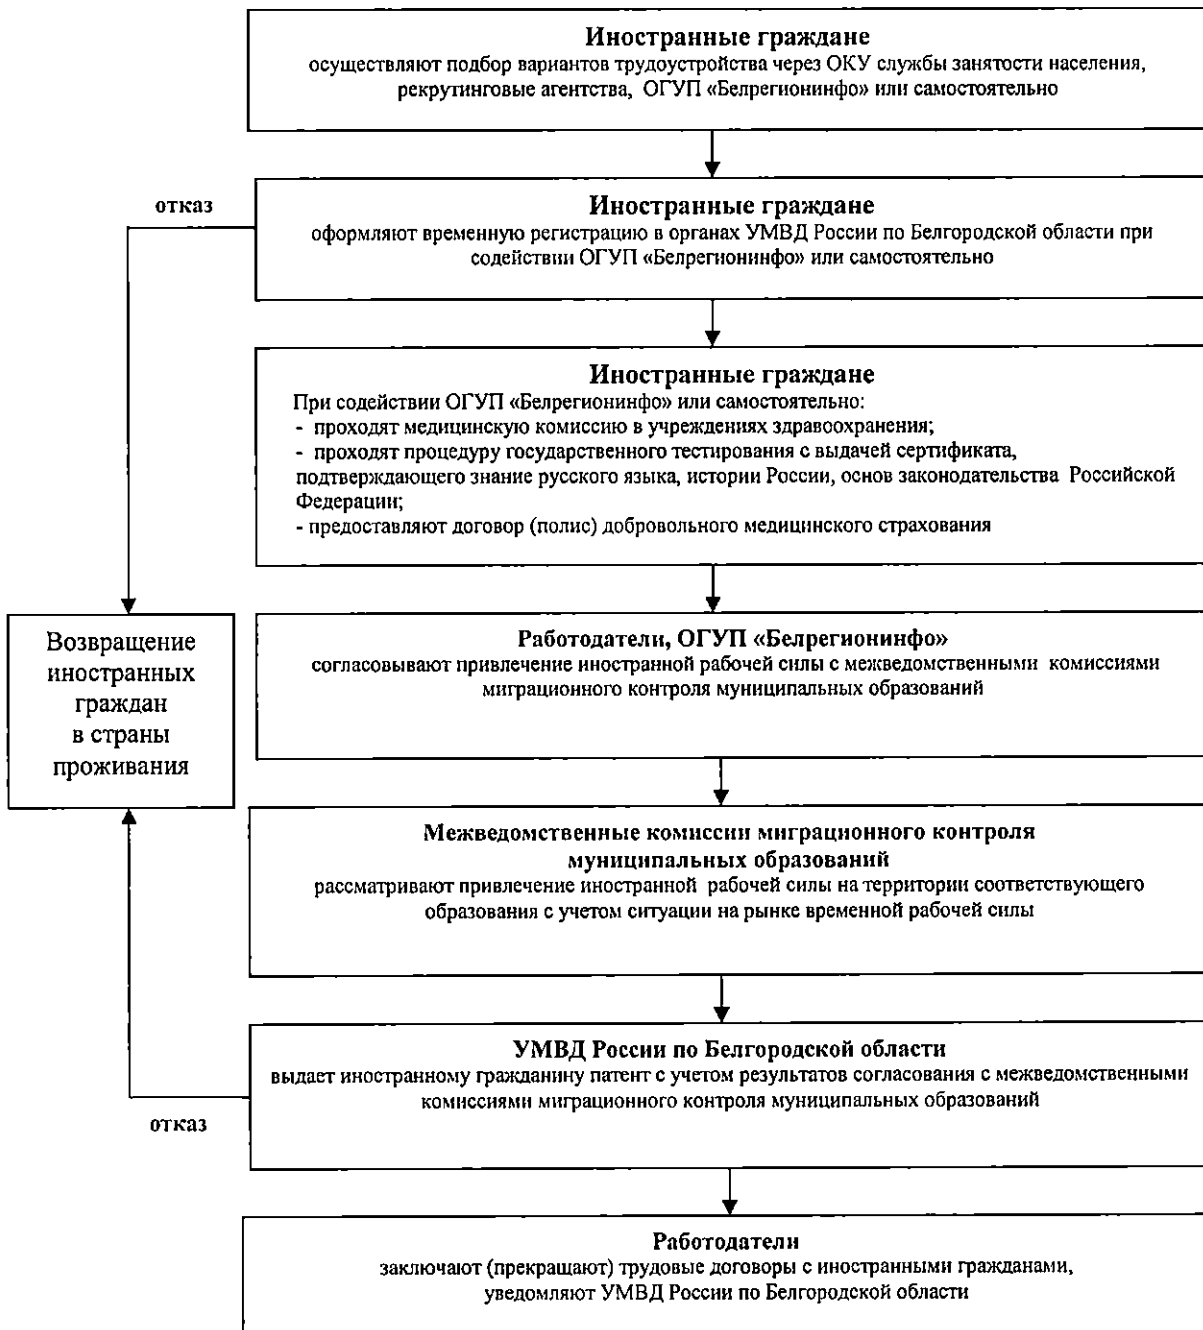 Иностранные граждане
осуществляют подбор вариантов трудоустройства через ОКУ службы занятости населения,
рекрутинговые агентства, ОГУП «Белрегионинфо» или самостоятельно
отказ
Иностранные граждане
оформляют временную регистрацию в органах УМВД России по Белгородской области при
содействии ОГУП «Белрегионинфо» или самостоятельно
Иностранные граждане
При содействии ОГУП «Белрегионинфо» или самостоятельно:
- проходят медицинскую комиссию в учреждениях здравоохранения;
- проходят процедуру государственного тестирования с выдачей сертификата,
подтверждающего знание русского языка, истории России, основ законодательства Российской
Федерации;
- предоставляют договор (полис) добровольного медицинского страхования
Возвращение
иностранных
граждан
в страны
проживания
Работодатели, ОГУП «Белрегионинфо»
согласовывают привлечение иностранной рабочей силы с межведомственными комиссиями
миграционного контроля муниципальных образований
Межведомственные комиссии миграционного контроля
муниципальных образований
рассматривают привлечение иностранной рабочей силы на территории соответствующего
образования с учетом ситуации на рынке временной рабочей силы
УМВД России по Белгородской области
выдает иностранному гражданину патент с учетом результатов согласования с межведомственными
комиссиями миграционного контроля муниципальных образований
отказ
Работодатели
заключают (прекращают) трудовые договоры с иностранными гражданами,
уведомляют УМВД России по Белгородской области